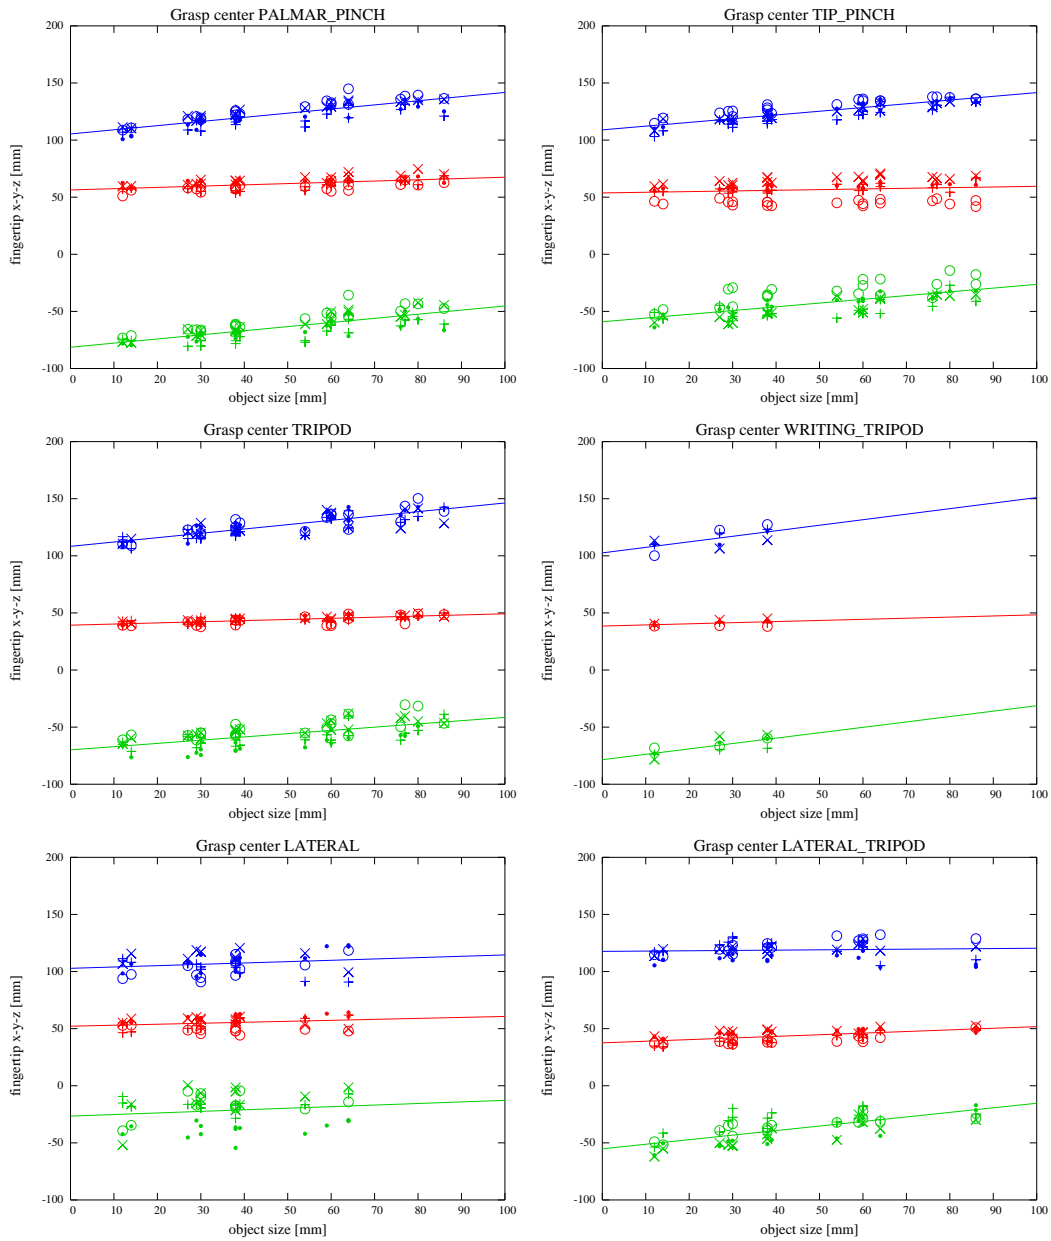 Grasp center PALMAR_PINCH
200
150
100
50
0
-50
-100
fingertip x-y-z [mm]
0 10 20 30 40 50 60 70 80 90 100
object size [mm]
Grasp center TIP_PINCH
200
150
100
50
0
-50
-100
fingertip x-y-z [mm]
0 10 20 30 40 50 60 70 80 90 100
object size [mm]
Grasp center TRIPOD
200
150
100
50
0
-50
-100
fingertip x-y-z [mm]
0 10 20 30 40 50 60 70 80 90 100
object size [mm]
Grasp center WRITING_TRIPOD
200
150
100
50
0
-50
-100
fingertip x-y-z [mm]
0 10 20 30 40 50 60 70 80 90 100
object size [mm]
Grasp center LATERAL
200
150
100
50
0
-50
-100
fingertip x-y-z [mm]
0 10 20 30 40 50 60 70 80 90 100
object size [mm]
Grasp center LATERAL_TRIPOD
200
150
100
50
0
-50
-100
fingertip x-y-z [mm]
0 10 20 30 40 50 60 70 80 90 100
object size [mm]